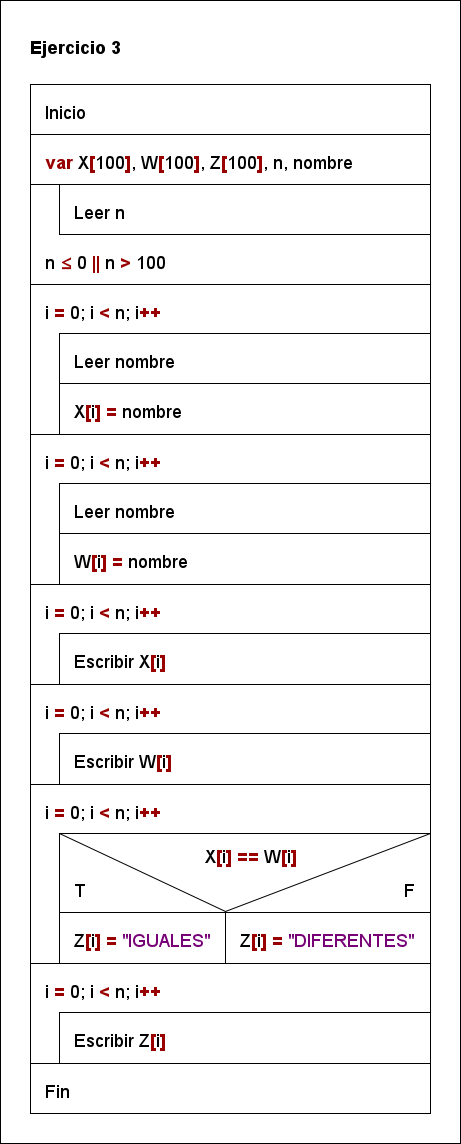 Ejercicio 3
Inicio
var X[100], W[100], Z[100], n, nombre
Leer n
n ≤ 0 || n > 100
i = 0; i < n; i++
Leer nombre
X[i] = nombre
i = 0; i < n; i++
Leer nombre
W[i] = nombre
i = 0; i < n; i++
Escribir X[i]
i = 0; i < n; i++
Escribir W[i]
i = 0; i < n; i++
X[i] == W[i]
T F
Z[i] = "IGUALES" Z[i] = "DIFERENTES"
i = 0; i < n; i++
Escribir Z[i]
Fin